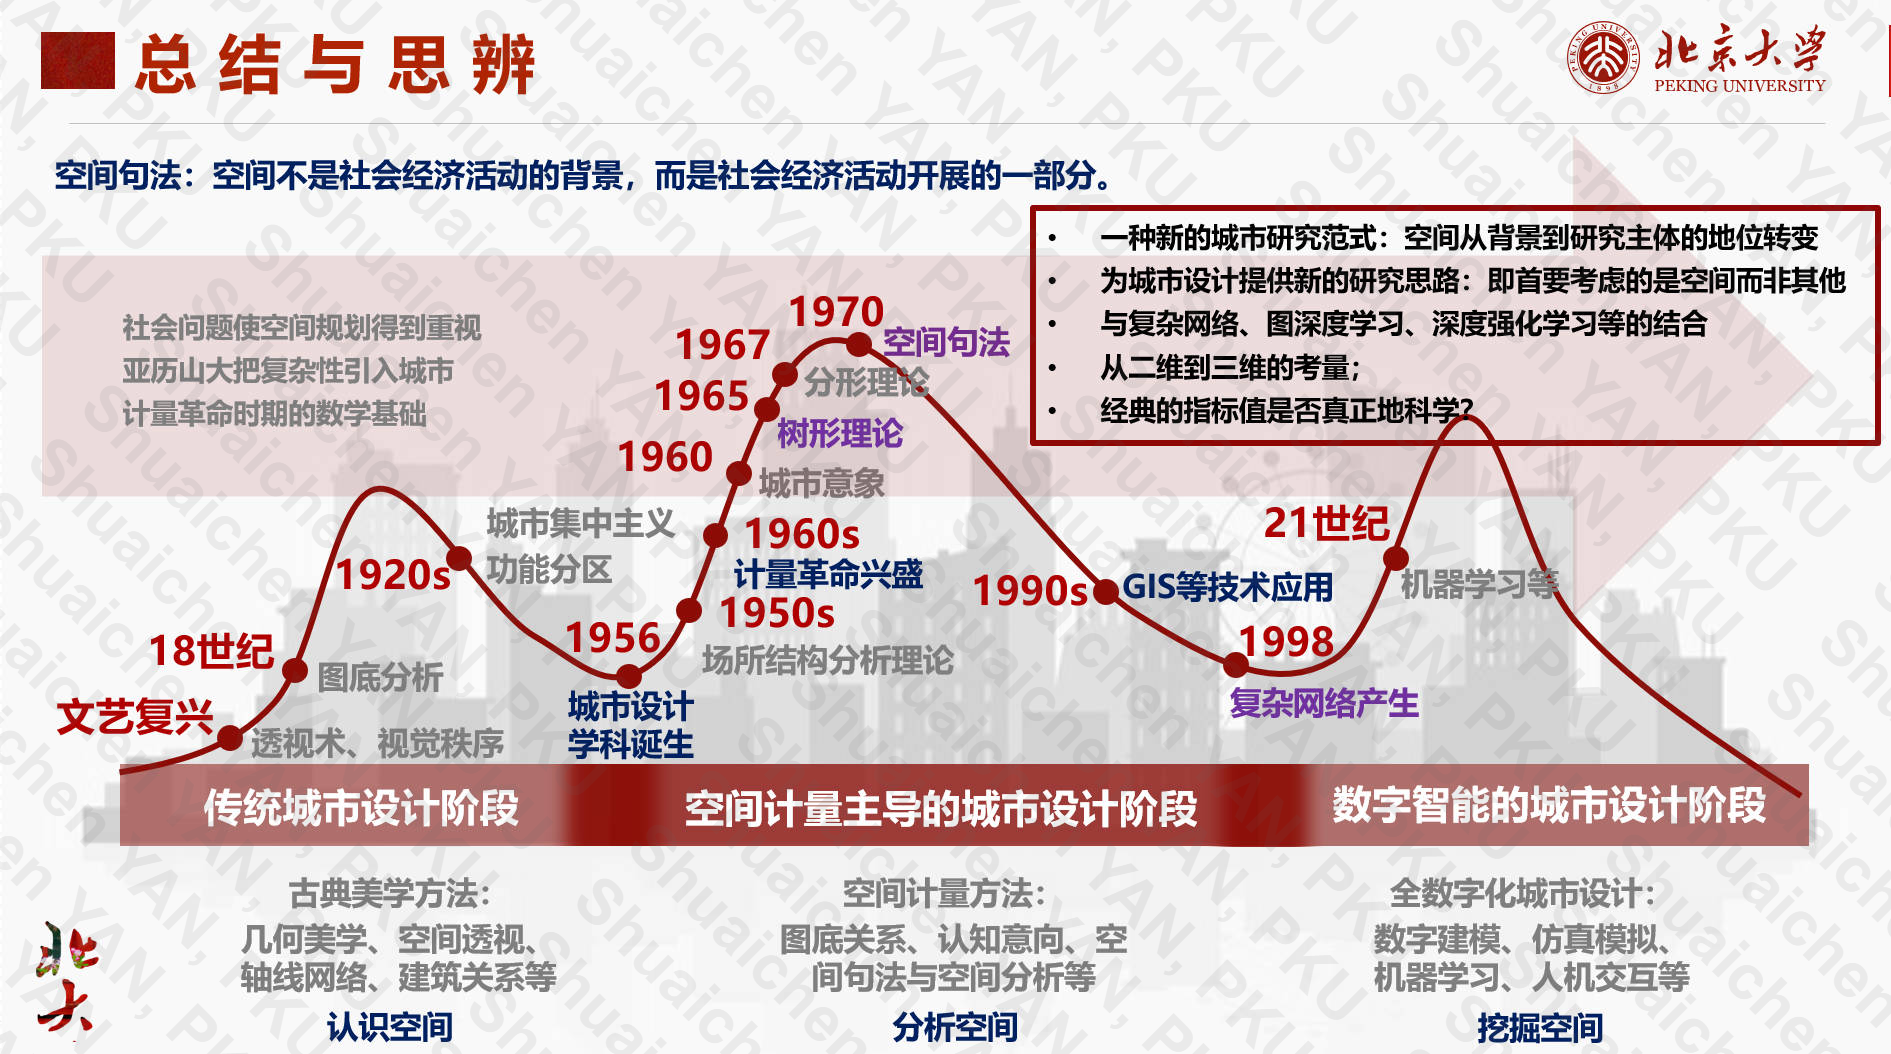 总结与思辨
北京大学
PEKING UNIVERSITY
PEKING UNIVERSITY
1898
空间句法：空间不是社会经济活动的背景，而是社会经济活动开展的一部分。
• 一种新的城市研究范式：空间从背景到研究主体的地位转变
• 为城市设计提供新的研究思路：即首要考虑的是空间而非其他
• 与复杂网络、图深度学习、深度强化学习等的结合
• 从二维到三维的考量；
• 经典的指标值是否真正地科学？
社会问题使空间规划得到重视
亚历山大把复杂性引入城市
计量革命时期的数学基础
文艺复兴
透视术、视觉秩序
18世纪
图底分析
1920s
城市集中主义
功能分区
1956
城市设计
学科诞生
1950s
场所结构分析理论
1960s
计量革命兴盛
1960
城市意象
1965
树形理论
1967
分形理论
1970
空间句法
1990s
GIS等技术应用
1998
复杂网络产生
21世纪
机器学习等
传统城市设计阶段
空间计量主导的城市设计阶段
数字智能的城市设计阶段
古典美学方法：
几何美学、空间透视、
轴线网络、建筑关系等
认识空间
空间计量方法：
图底关系、认知意向、空
间句法与空间分析等
分析空间
全数字化城市设计：
数字建模、仿真模拟、
机器学习、人机交互等
挖掘空间
北大
Shuaichen YAN, PKU